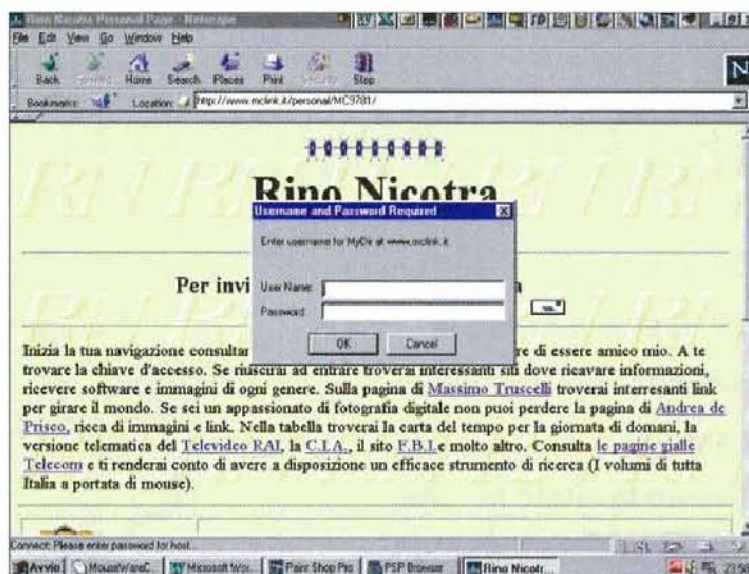 Rino Nicotra Personal Page - Netscape
File Edit View Go Window Help
Back Forward Home Search Places Print Security Stop
N
Bookmarks Location: http://www.mclink.it/personal/MC9781/
Rino Nicotra
Username and Password Required
Enter username for MyDir at www.mclink.it
Per invi
User Name:
Password:
OK Cancel
Inizia la tua navigazione consultar re di essere amico mio. A te
trovare la chiave d'accesso. Se riuscirai ad entrare troverai interessanti siti dove ricavare informazioni,
ricevere software e immagini di ogni genere. Sulla pagina di Massimo Truscelli troverai interresanti link
per girare il mondo. Se sei un appassionato di fotografia digitale non puoi perdere la pagina di Andrea de
Prisco, ricca di immagini e link. Nella tabella troverai la carta del tempo per la giornata di domani, la
versione telematica del Televideo RAI, la C.I.A., il sito F.B.I. e molto altro. Consulta le pagine gialle
Telecom e ti renderai conto di avere a disposizione un efficace strumento di ricerca (I volumi di tutta
Italia a portata di mouse).
Connect: Please enter password for host...
Avvio MouseWareC... Microsoft Wor... Paint Shop Pro PSP Browser Rino Nicotr...